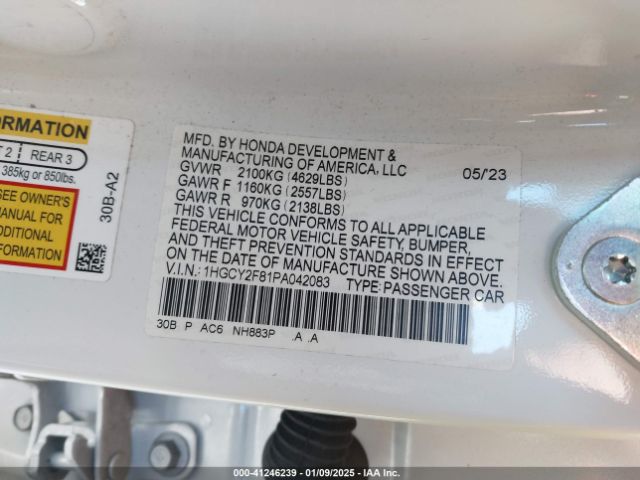 ORMATION
T 2 REAR 3
385kg or 850lbs.
SEE OWNER'S
MANUAL FOR
ADDITIONAL
INFORMATION
30B-A2
MFD. BY HONDA DEVELOPMENT &
MANUFACTURING OF AMERICA, LLC 05/'23
GVWR 2100KG (4629LBS)
GAWR F 1160KG (2557LBS)
GAWR R 970KG (2138LBS)
THIS VEHICLE CONFORMS TO ALL APPLICABLE
FEDERAL MOTOR VEHICLE SAFETY, BUMPER,
AND THEFT PREVENTION STANDARDS IN EFFECT
ON THE DATE OF MANUFACTURE SHOWN ABOVE.
V.I.N.: 1HGCY2F81PA042083 TYPE: PASSENGER CAR
30B P AC6 NH883P .A .A
000-41246239 - 01/09/2025 - IAA Inc.